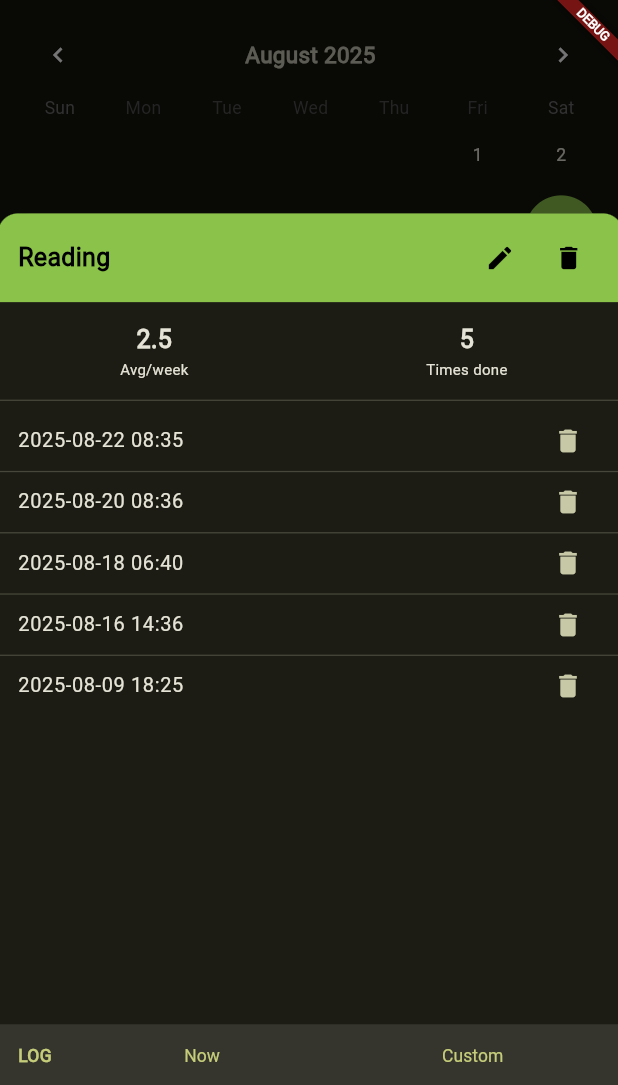 DEBUG
August 2025
Sun Mon Tue Wed Thu Fri Sat
1 2
Reading
2.5 5
Avg/week Times done
2025-08-22 08:35
2025-08-20 08:36
2025-08-18 06:40
2025-08-16 14:36
2025-08-09 18:25
LOG Now Custom